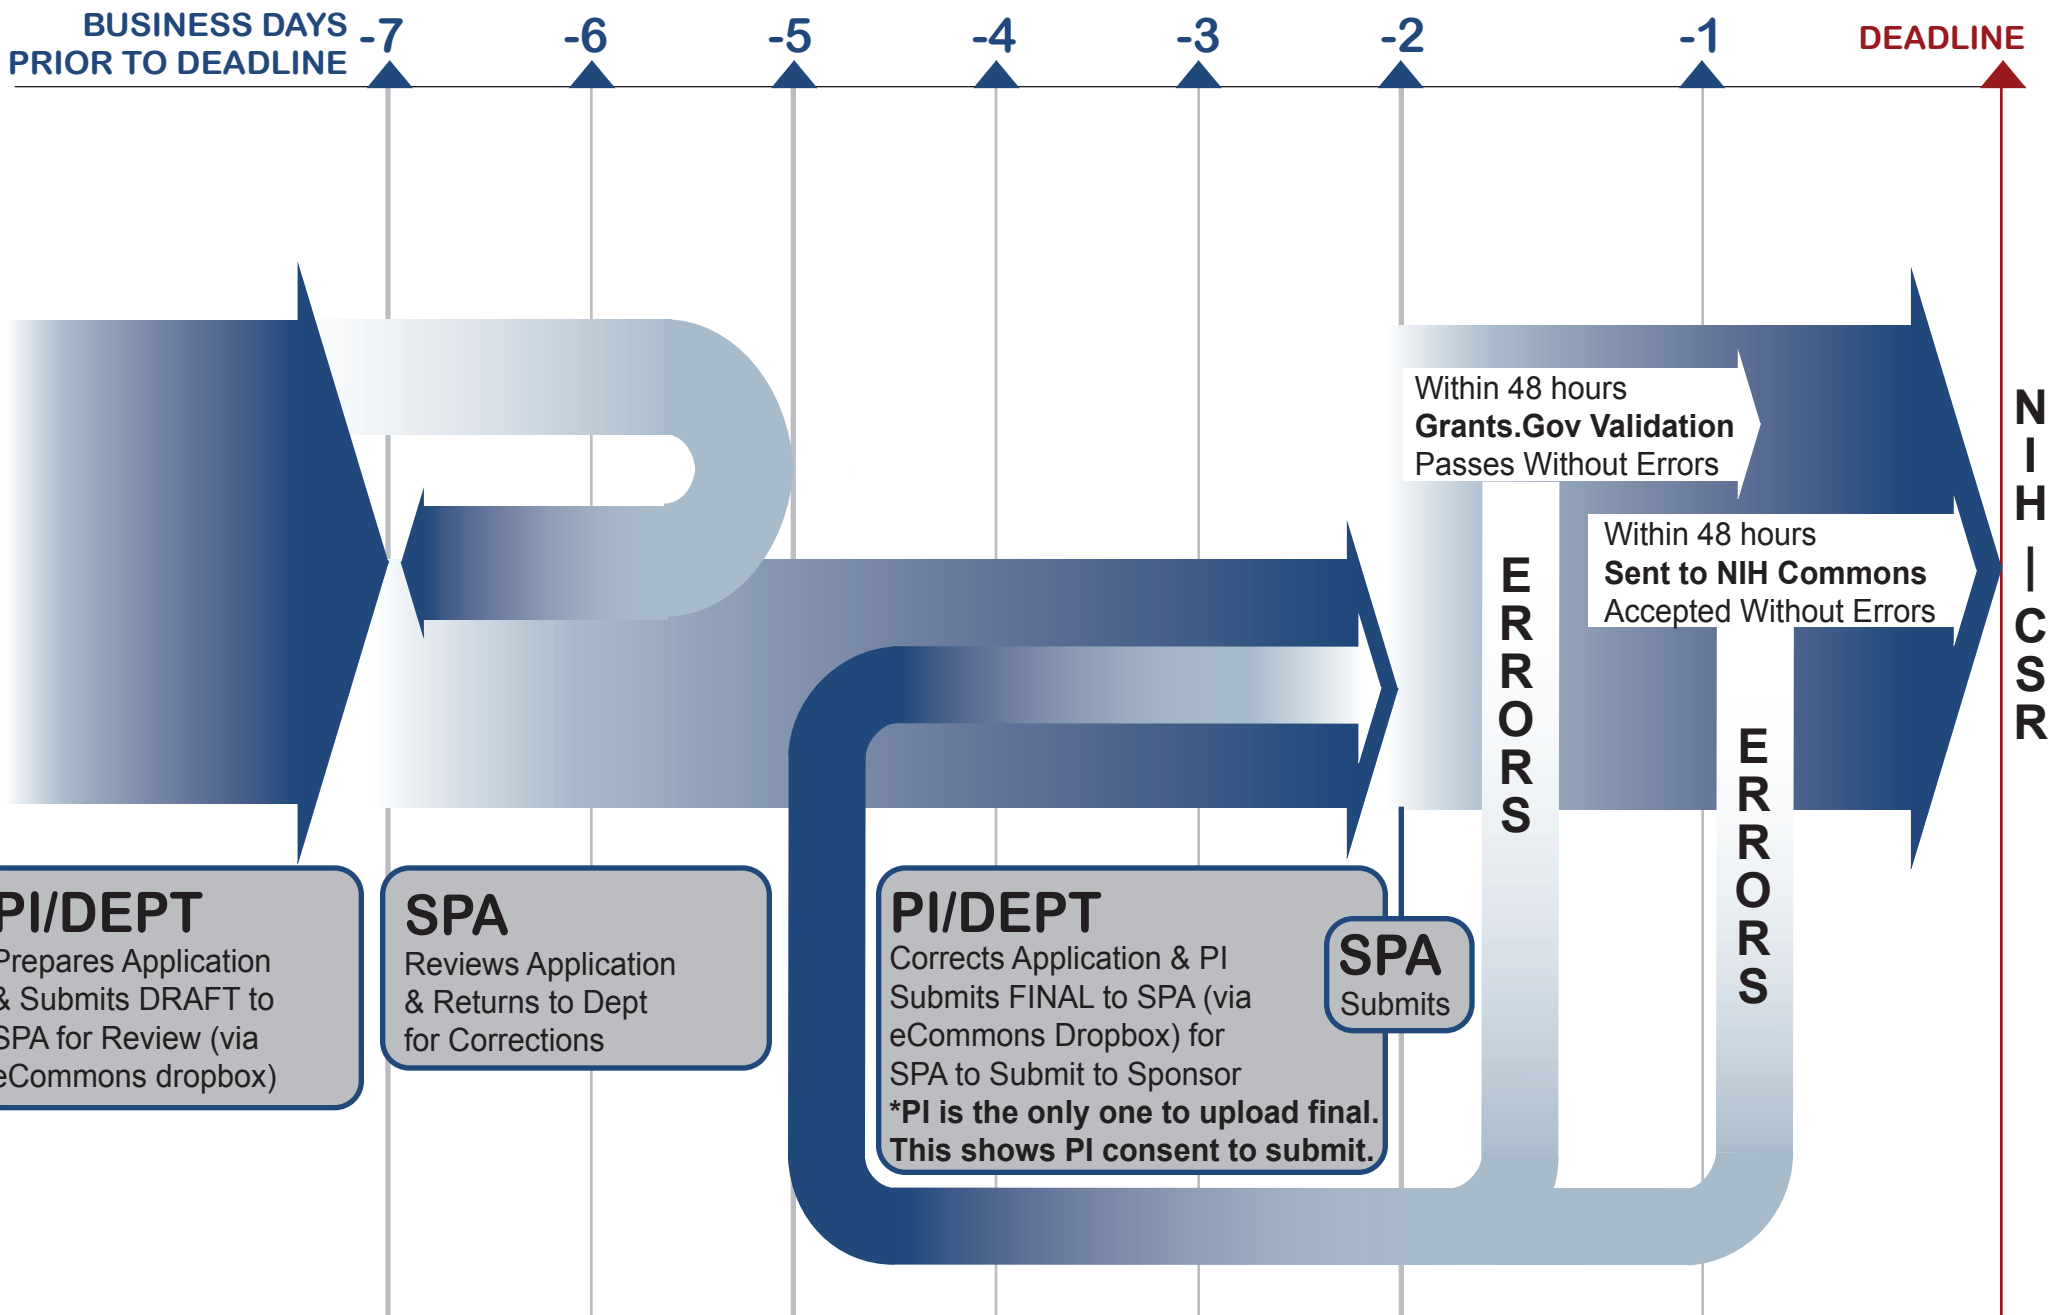 BUSINESS DAYS
PRIOR TO DEADLINE
-7
-6
-5
-4
-3
-2
-1
DEADLINE
Within 48 hours
Grants.Gov Validation
Passes Without Errors
Within 48 hours
Sent to NIH Commons
Accepted Without Errors
ERRORS
ERRORS
NIH | CSR
PI/DEPT
Prepares Application
& Submits DRAFT to
SPA for Review (via
eCommons dropbox)
SPA
Reviews Application
& Returns to Dept
for Corrections
PI/DEPT
Corrects Application & PI
Submits FINAL to SPA (via
eCommons Dropbox) for
SPA to Submit to Sponsor
*PI is the only one to upload final.
This shows PI consent to submit.
SPA
Submits